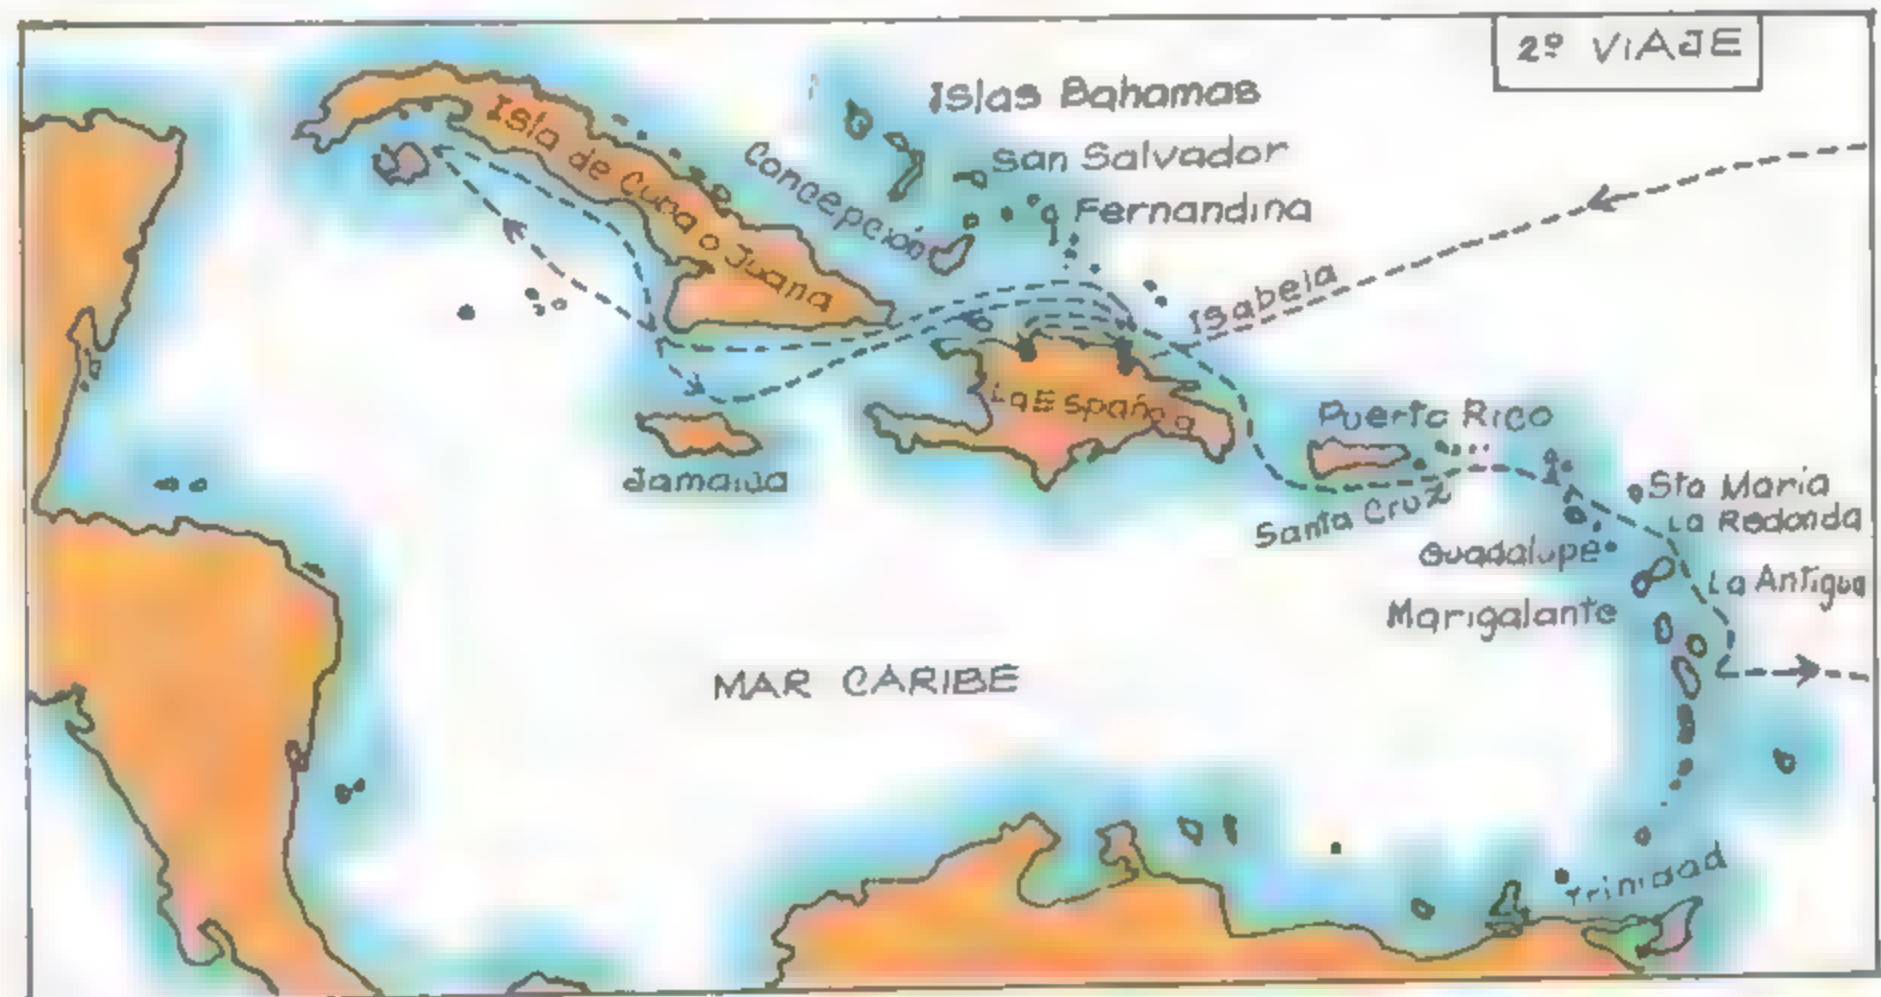 2º VIAJE
Islas Bahamas
San Salvador
Concepción
Fernandina
Isla de Cuba o Juana
Isabela
La Española
Puerto Rico
Jamaica
Santa Cruz
Sta Maria
La Redonda
Guadalupe
La Antigua
Marigalante
MAR CARIBE
Trinidad